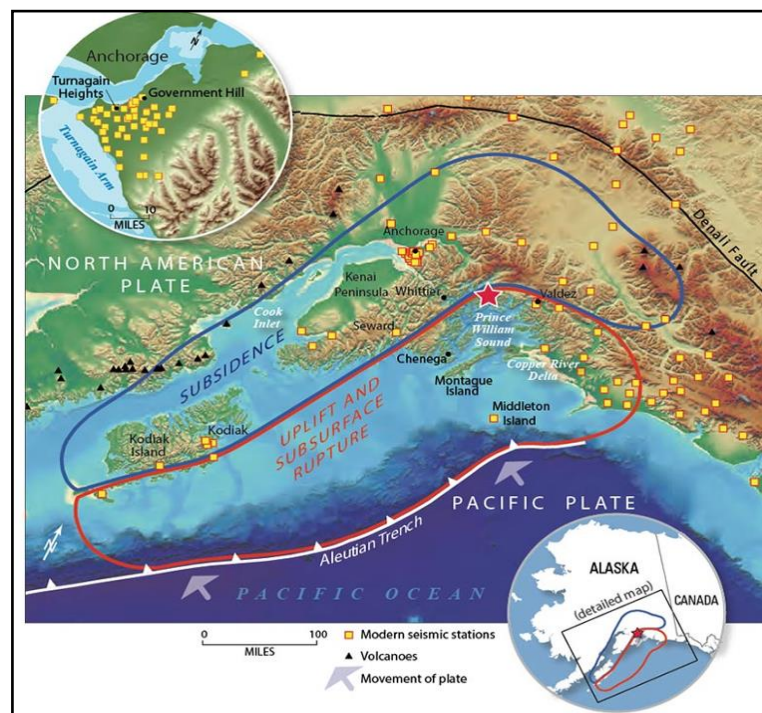 N
Anchorage
Turnagain
Heights
Government Hill
Turnagain Arm
0 10
MILES
NORTH AMERICAN
PLATE
Denali Fault
Anchorage
Kenai
Peninsula
Whittier
Valdez
Cook
Inlet
Prince
William
Sound
Seward
SUBSIDENCE
Chenega
Copper River
Delta
Montague
Island
UPLIFT AND
SUBSURFACE
RUPTURE
Middleton
Island
Kodiak
Island
Kodiak
PACIFIC PLATE
N
Aleutian Trench
PACIFIC OCEAN
ALASKA
(detailed map)
CANADA
0 100
MILES
Modern seismic stations
Volcanoes
Movement of plate